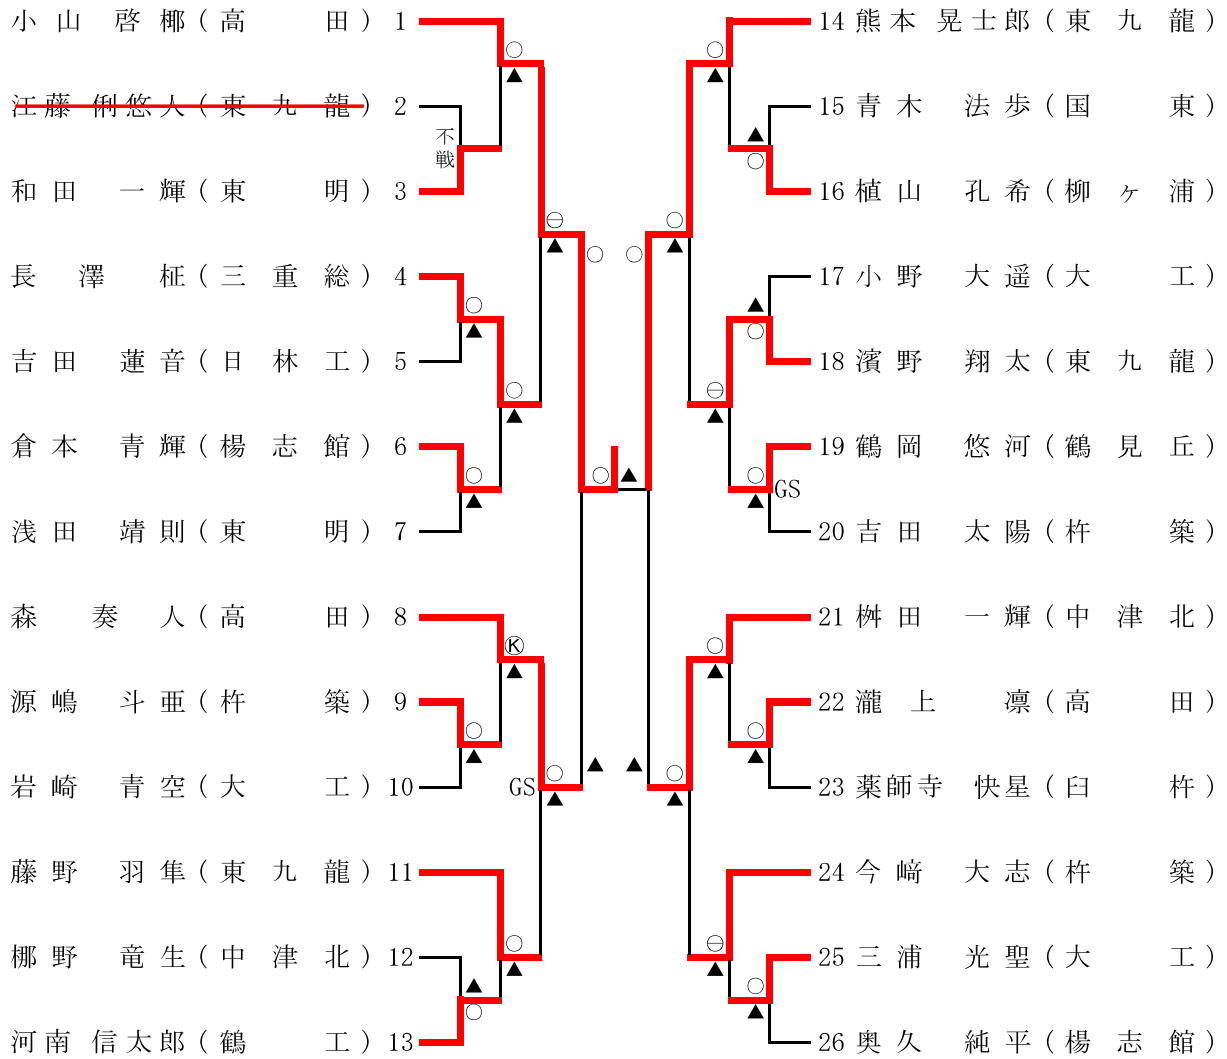 小山 啓梛(高 田) 1
江藤 俐悠人(東 九 龍) 2
不戦
和田 一輝(東 明) 3
長澤 柾(三 重 総) 4
吉田 蓮音(日 林 工) 5
倉本 青輝(楊 志 館) 6
浅田 靖則(東 明) 7
森 奏人(高 田) 8
Ⓚ
源嶋 斗亜(杵 築) 9
岩崎 青空(大 工) 10
GS
藤野 羽隼(東 九 龍) 11
梛野 竜生(中 津 北) 12
河南 信太郎(鶴 工) 13
14 熊本 晃士郎(東 九 龍)
15 青木 法歩(国 東)
16 植山 孔希(柳 ヶ 浦)
17 小野 大遥(大 工)
18 濱野 翔太(東 九 龍)
19 鶴岡 悠河(鶴 見 丘)
GS
20 吉田 太陽(杵 築)
21 桝田 一輝(中 津 北)
22 瀧上 凛(高 田)
23 薬師寺 快星(臼 杵)
24 今﨑 大志(杵 築)
25 三浦 光聖(大 工)
26 奥久 純平(楊 志 館)